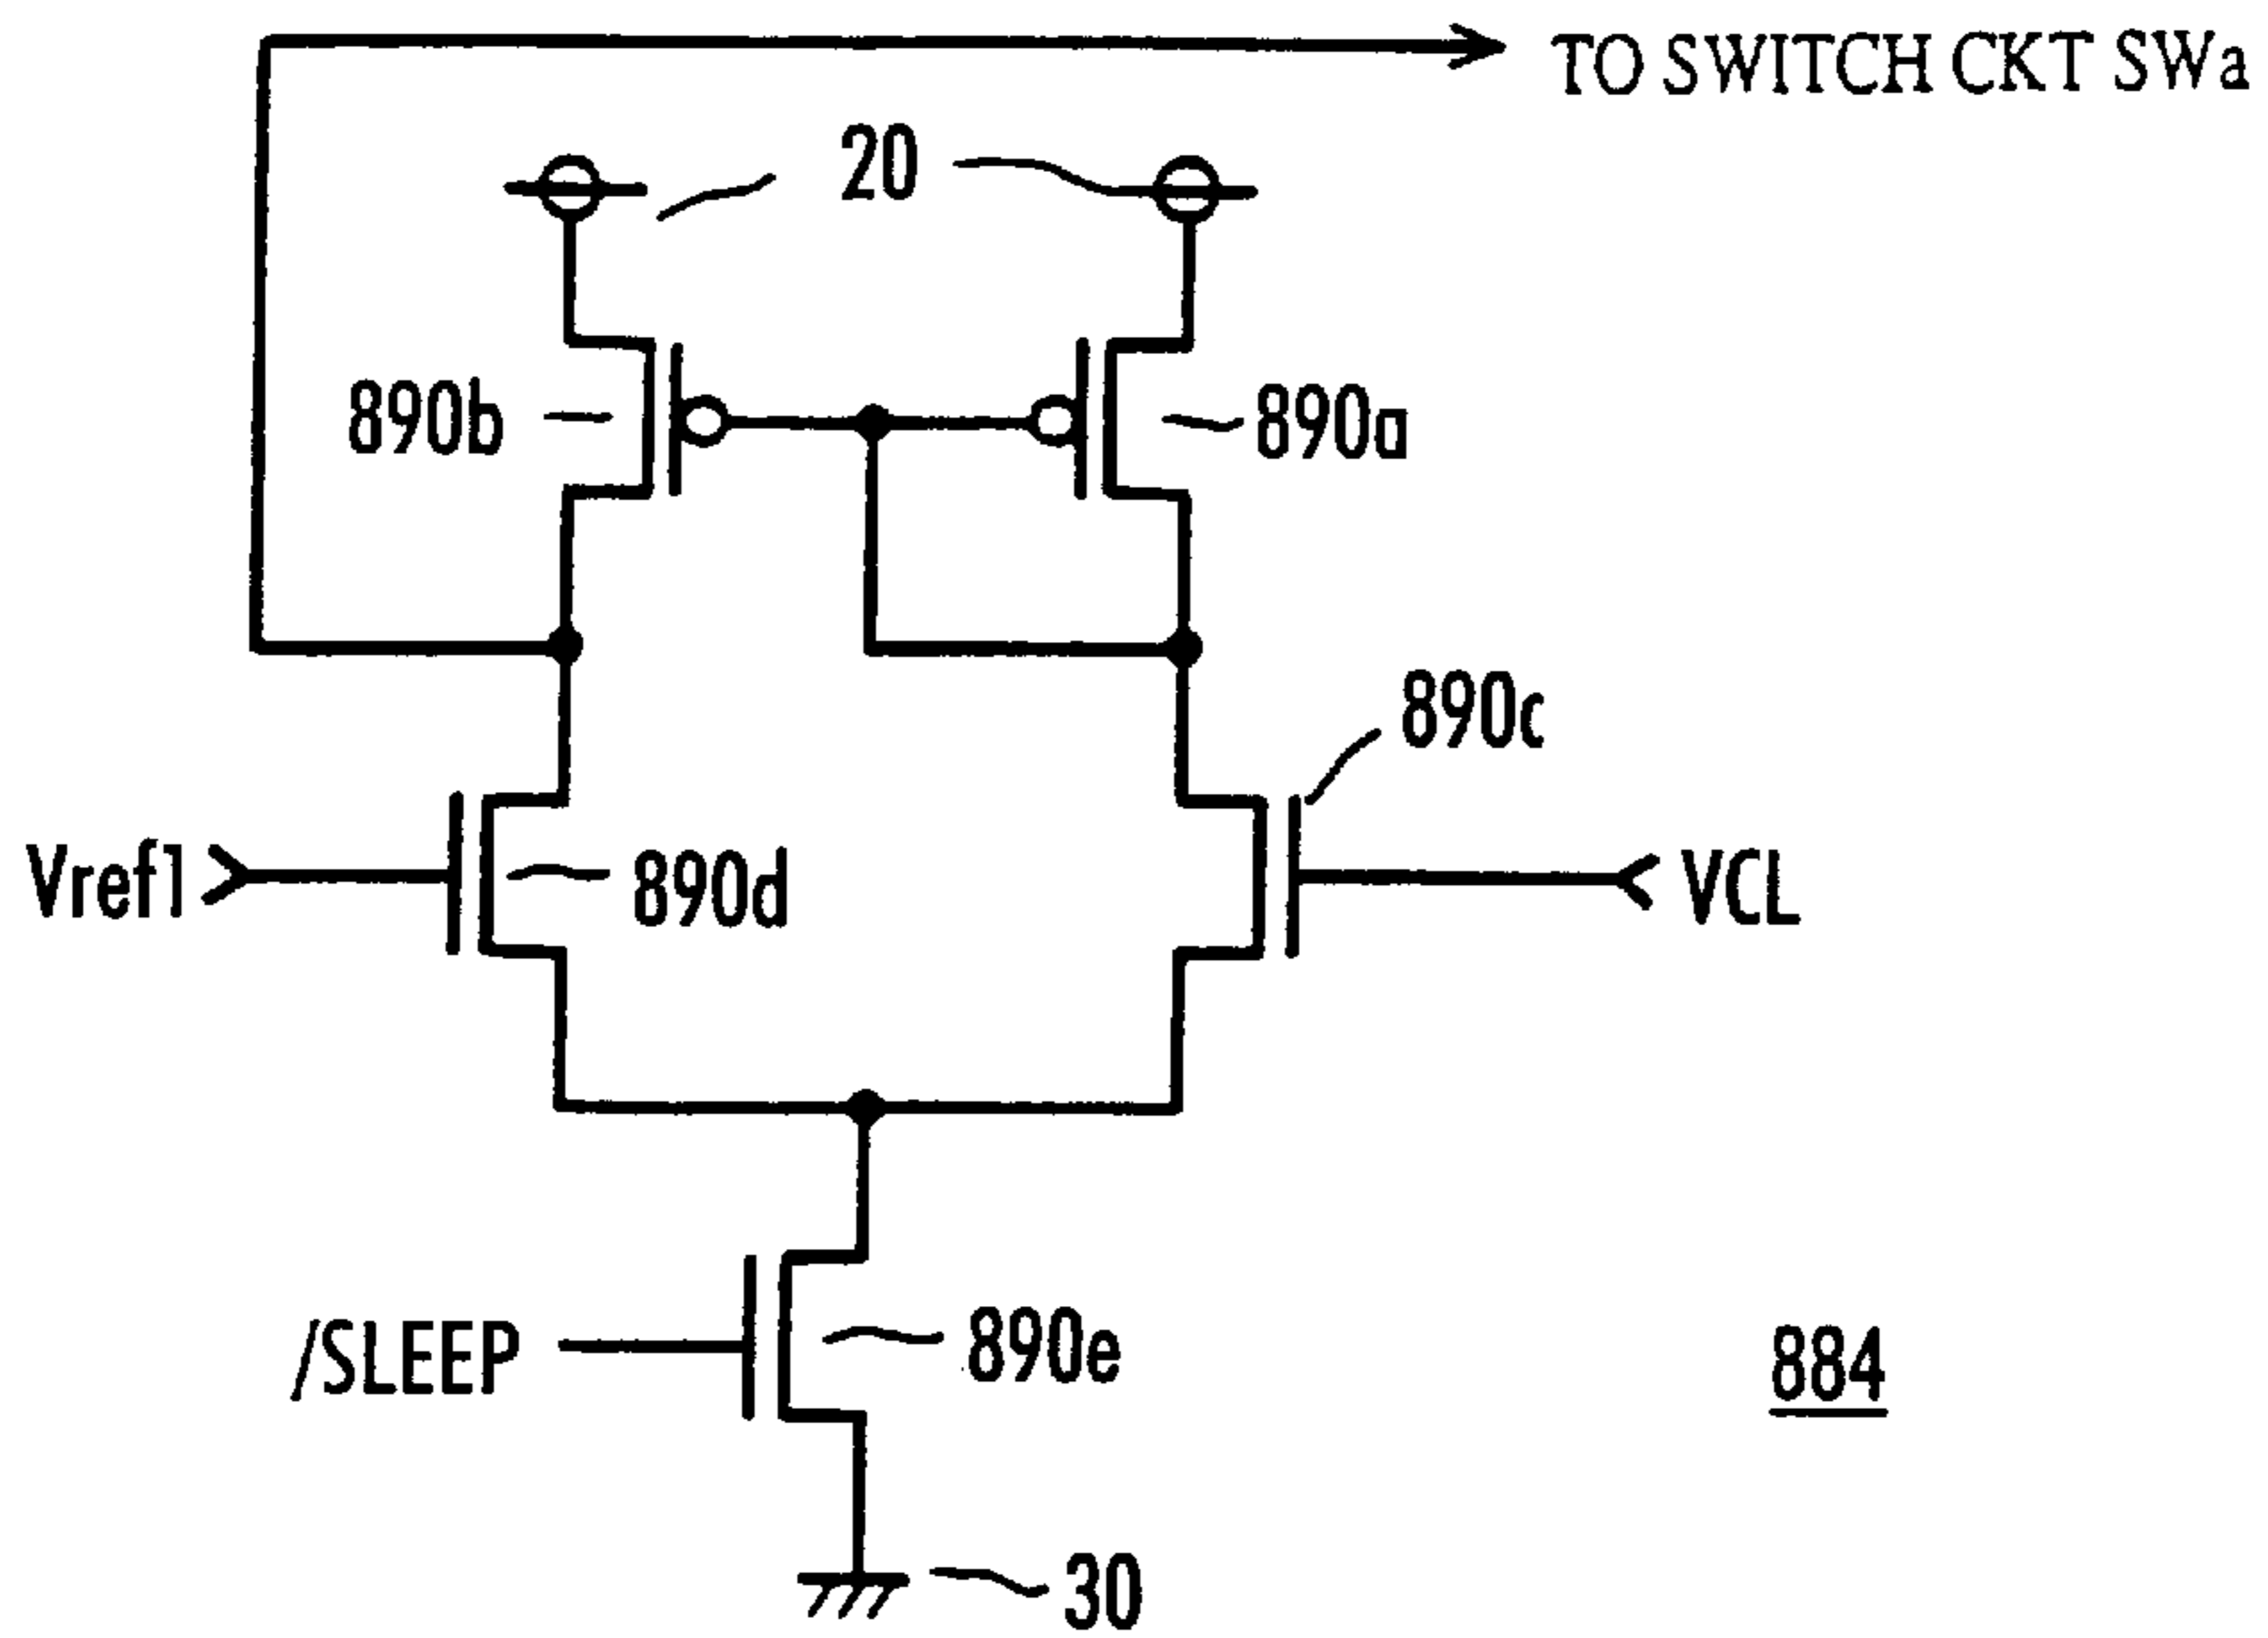 TO SWITCH CKT SWa
20
890b
890a
890c
Vref1
890d
VCL
/SLEEP
890e
884
30